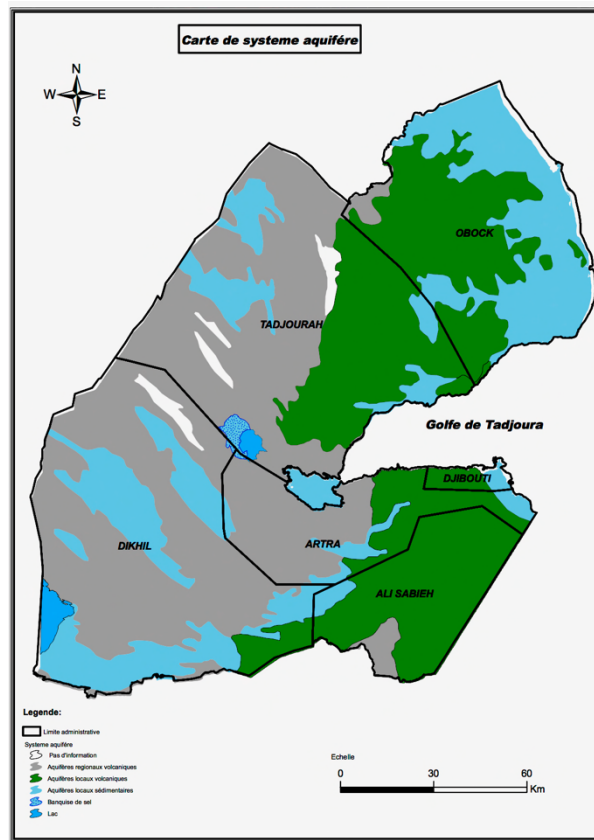 Carte de systeme aquifére
N
W E
S
OBOCK
TADJOURAH
Golfe de Tadjoura
DJIBOUTI
DIKHIL
ARTRA
ALI SABIEH
Legende:
Limite administrative
Systeme aquifére
Pas d'information
Aquifères regionaux volcaniques
Aquifères locaux volcaniques
Aquifères locaux sédimentaires
Banquise de sel
Lac
Echelle
0 30 60
Km